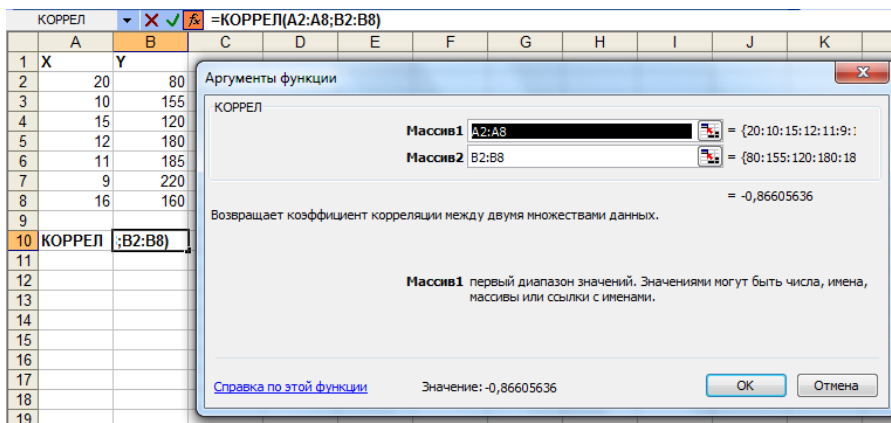 КОРРЕЛ =КОРРЕЛ(A2:A8;B2:B8)
A B C D E F G H I J K
1 X Y
2 20 80
3 10 155
4 15 120
5 12 180
6 11 185
7 9 220
8 16 160
9
10 КОРРЕЛ ;B2:B8)
11
12
13
14
15
16
17
18
19
Аргументы функции
КОРРЕЛ
Массив1 A2:A8 = {20:10:15:12:11:9:1
Массив2 B2:B8 = {80:155:120:180:18
= -0,86605636
Возвращает коэффициент корреляции между двумя множествами данных.
Массив1 первый диапазон значений. Значениями могут быть числа, имена,
массивы или ссылки с именами.
Справка по этой функции Значение: -0,86605636 ОК Отмена